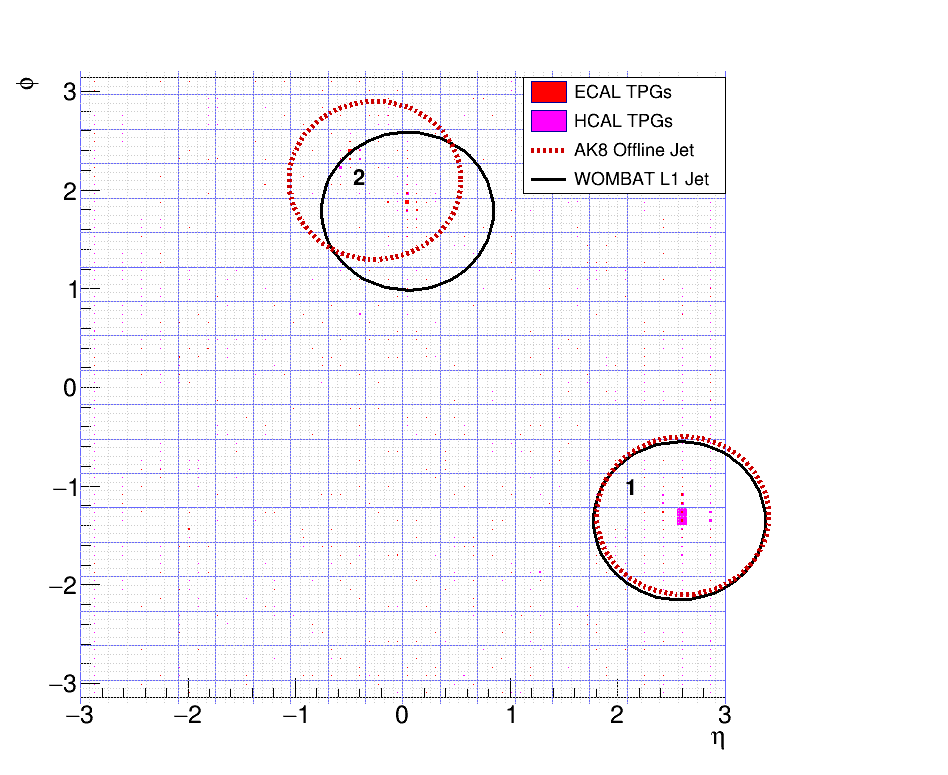 φ
3
2
1
0
−1
−2
−3
ECAL TPGs
HCAL TPGs
AK8 Offline Jet
WOMBAT L1 Jet
2
1
−3 −2 −1 0 1 2 3
η